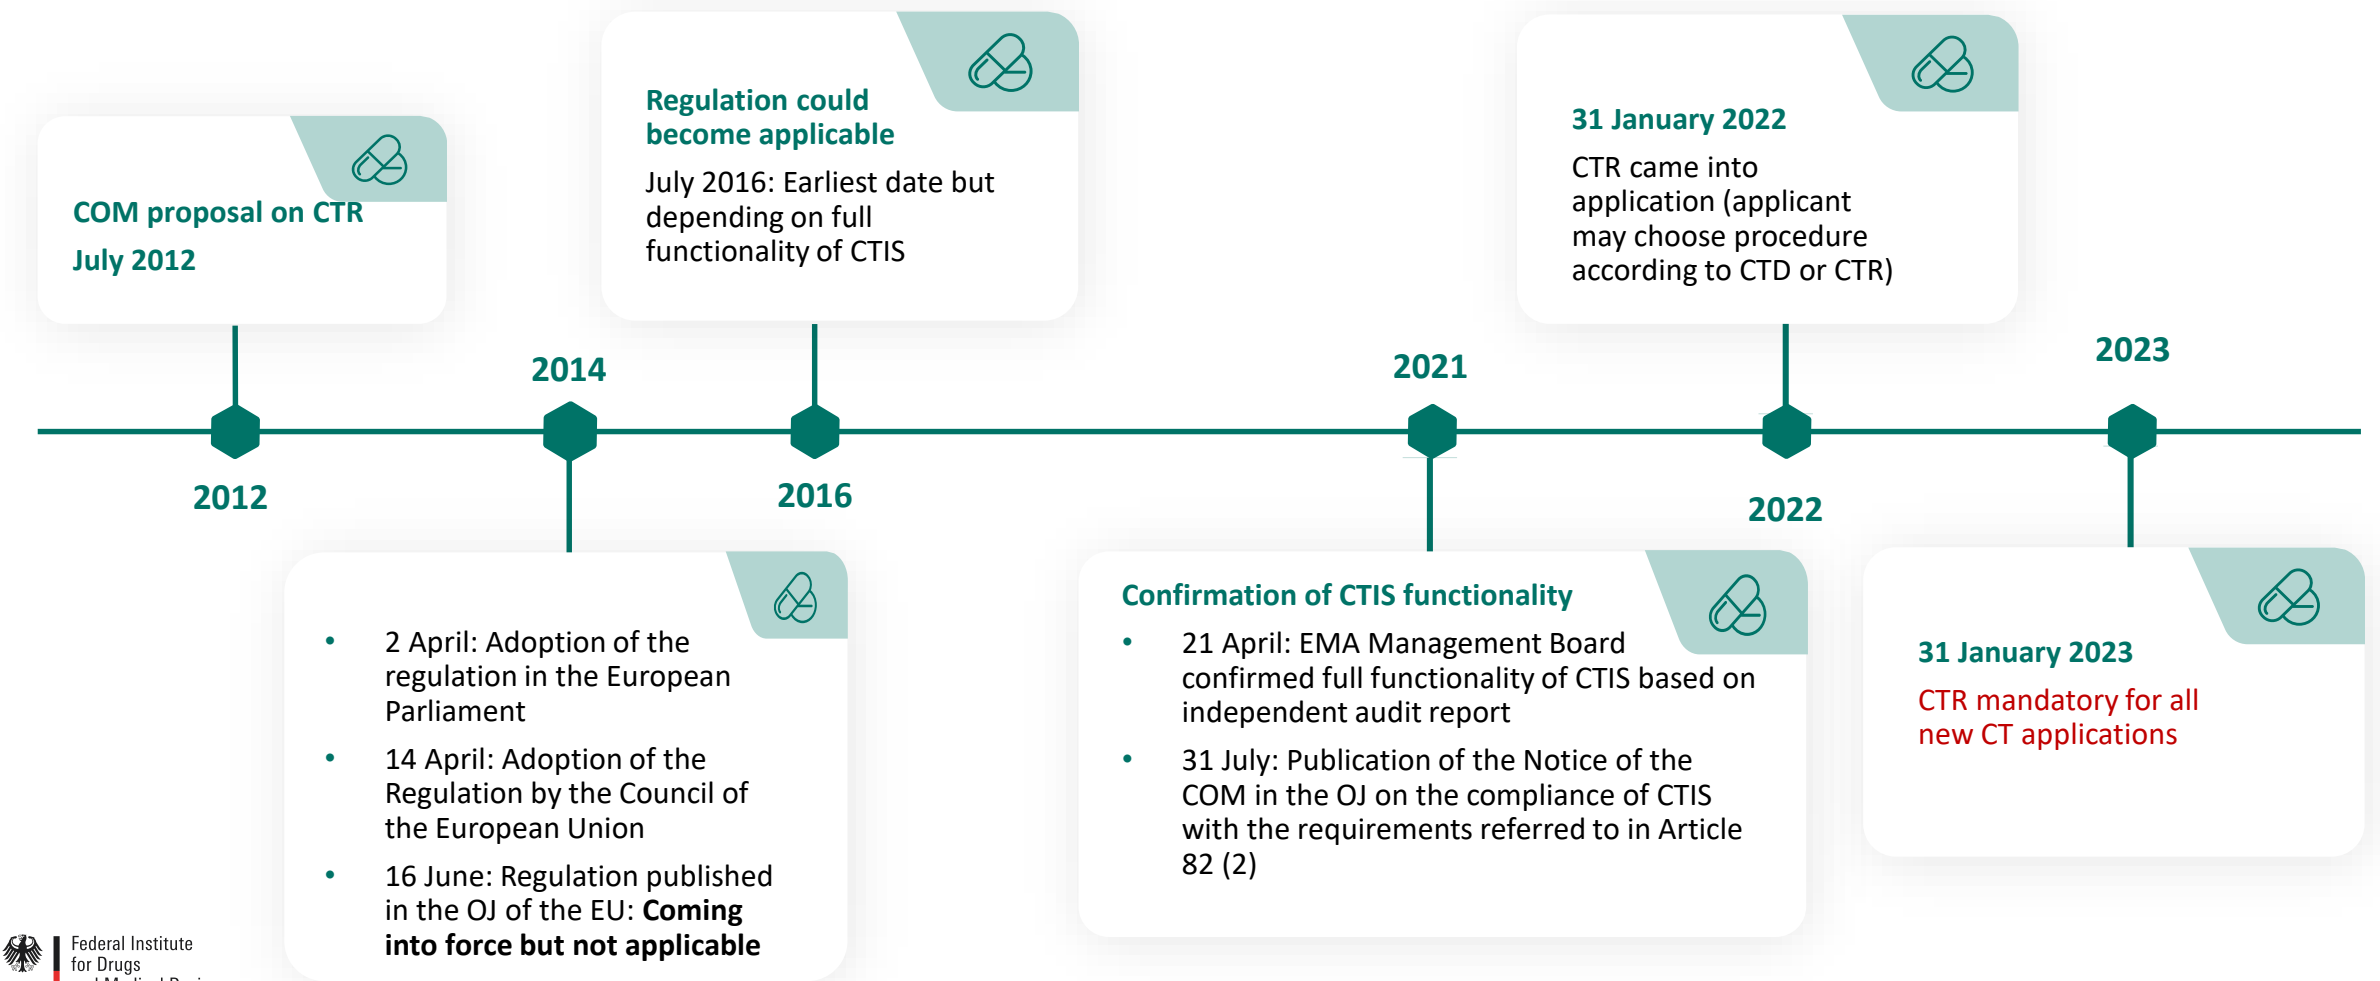 COM proposal on CTR
July 2012
Regulation could
become applicable
July 2016: Earliest date but
depending on full
functionality of CTIS
31 January 2022
CTR came into
application (applicant
may choose procedure
according to CTD or CTR)
2014
2021
2023
2012
2016
2022
• 2 April: Adoption of the
regulation in the European
Parliament
• 14 April: Adoption of the
Regulation by the Council of
the European Union
• 16 June: Regulation published
in the OJ of the EU: Coming
into force but not applicable
Confirmation of CTIS functionality
• 21 April: EMA Management Board
confirmed full functionality of CTIS based on
independent audit report
• 31 July: Publication of the Notice of the
COM in the OJ on the compliance of CTIS
with the requirements referred to in Article
82 (2)
31 January 2023
CTR mandatory for all
new CT applications
Federal Institute
for Drugs